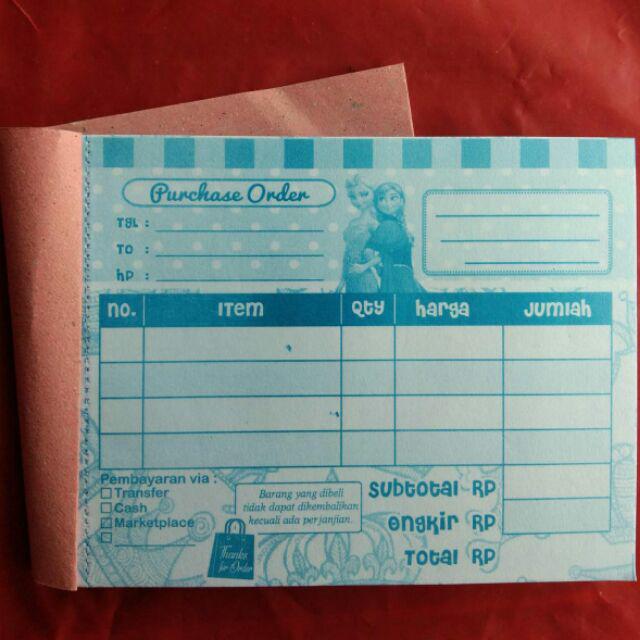 Purchase Order
TGL :
TO :
HP :
no. ITem QTY harga JUMLAH
Pembayaran via :
Transfer
Cash
Marketplace
Barang yang dibeli
tidak dapat dikembalikan
kecuali ada perjanjian.
Thanks
for Order
SUBTOTAL RP
ongkir RP
TOTAL RP